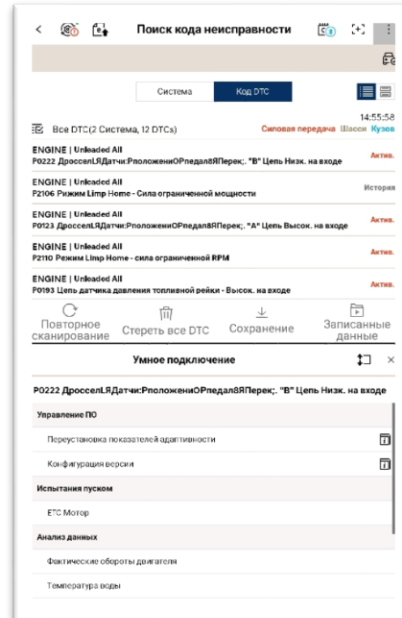 Поиск кода неисправности
Система
Код DTC
14:55:58
Все DTC(2 Система, 12 DTCs)
Силовая передача Шасси Кузов
ENGINE | Unleaded All
P0222 ДросселLЯДатчи:РположениОРпедал8ЯПерек;. "B" Цепь Низк. на входе
Актив.
ENGINE | Unleaded All
P2106 Рижим Limp Home - Сила ограниченной мощности
История
ENGINE | Unleaded All
P0123 ДросселLЯДатчи:РположениОРпедал8ЯПерек;. "A" Цепь Высок. на входе
Актив.
ENGINE | Unleaded All
P2110 Режим Limp Home - сила ограниченной RPM
Актив.
ENGINE | Unleaded All
P0193 Цепь датчика давления топливной рейки - Высок. на входе
Актив.
Повторное
сканирование
Стереть все DTC
Сохранение
Записанные
данные
Умное подключение
P0222 ДросселLЯДатчи:РположениОРпедал8ЯПерек;. "B" Цепь Низк. на входе
Управление ПО
Переустановка показателей адаптивности
Конфигурация версии
Испытания пуском
ETC Мотор
Анализ данных
Фактические обороты двигателя
Температура воды